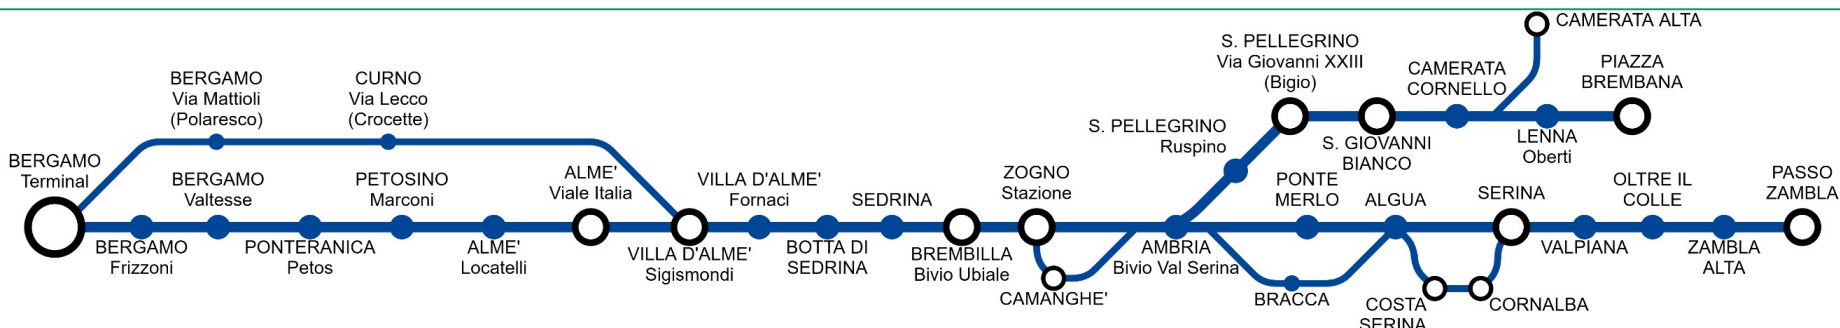 CAMERATA ALTA
S. PELLEGRINO
Via Giovanni XXIII
(Bigio)
CAMERATA
CORNELLO
PIAZZA
BREMBANA
BERGAMO
Via Mattioli
(Polaresco)
CURNO
Via Lecco
(Crocette)
S. PELLEGRINO
Ruspino
S. GIOVANNI
BIANCO
LENNA
Oberti
BERGAMO
Terminal
BERGAMO
Valtesse
PETOSINO
Marconi
ALME'
Viale Italia
VILLA D'ALME'
Fornaci
SEDRINA
ZOGNO
Stazione
PONTE
MERLO
ALGUA
SERINA
OLTRE IL
COLLE
PASSO
ZAMBLA
BERGAMO
Frizzoni
PONTERANICA
Petos
ALME'
Locatelli
VILLA D'ALME'
Sigismondi
BOTTA DI
SEDRINA
BREMBILLA
Bivio Ubiale
CAMANGHE'
AMBRIA
Bivio Val Serina
BRACCA
COSTA
SERINA
CORNALBA
VALPIANA
ZAMBLA
ALTA